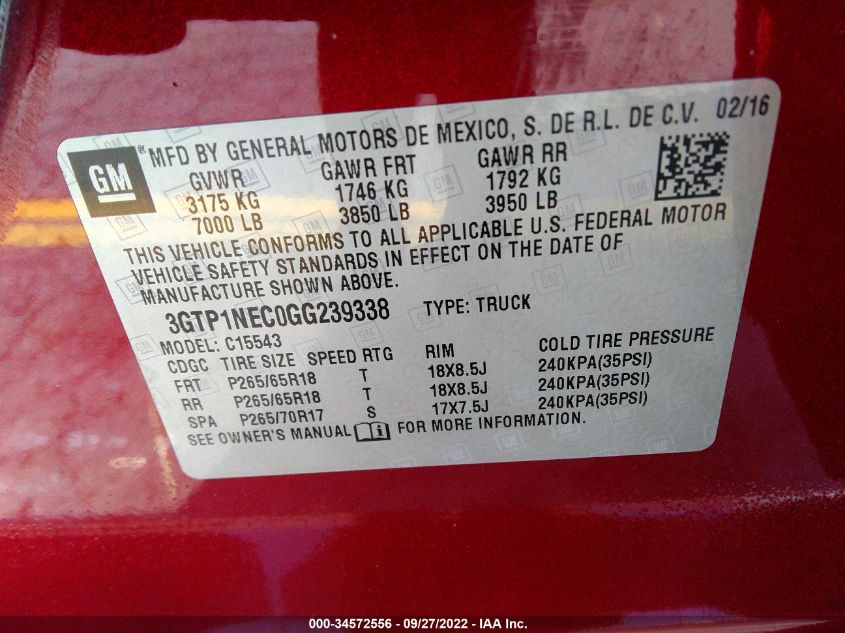 GM ® MFD BY GENERAL MOTORS DE MEXICO, S. DE R.L. DE C.V. 02/16
GVWR GAWR FRT GAWR RR
3175 KG 1746 KG 1792 KG
7000 LB 3850 LB 3950 LB
THIS VEHICLE CONFORMS TO ALL APPLICABLE U.S. FEDERAL MOTOR
VEHICLE SAFETY STANDARDS IN EFFECT ON THE DATE OF
MANUFACTURE SHOWN ABOVE.
3GTP1NEC0GG239338 TYPE: TRUCK
MODEL: C15543
CDGC TIRE SIZE SPEED RTG RIM COLD TIRE PRESSURE
FRT P265/65R18 T 18X8.5J 240KPA(35PSI)
RR P265/65R18 T 18X8.5J 240KPA(35PSI)
SPA P265/70R17 S 17X7.5J 240KPA(35PSI)
SEE OWNER'S MANUAL FOR MORE INFORMATION.
000-34572556 - 09/27/2022 - IAA Inc.